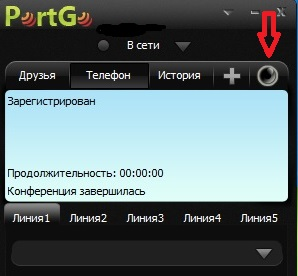 PortGo
В сети
Друзья Телефон История
Зарегистрирован
Продолжительность: 00:00:00
Конференция завершилась
Линия1 Линия2 Линия3 Линия4 Линия5